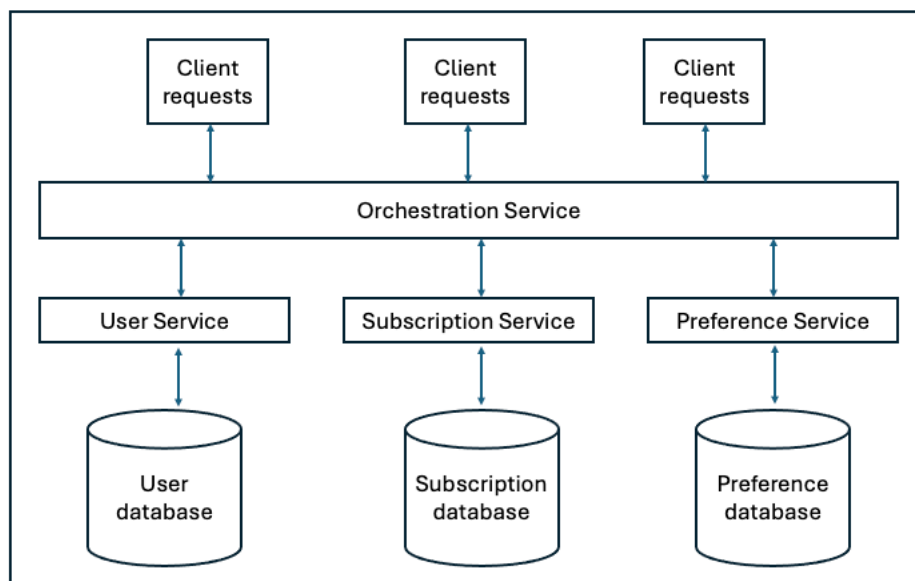 Client
requests
Client
requests
Client
requests
Orchestration Service
User Service
Subscription Service
Preference Service
User
database
Subscription
database
Preference
database